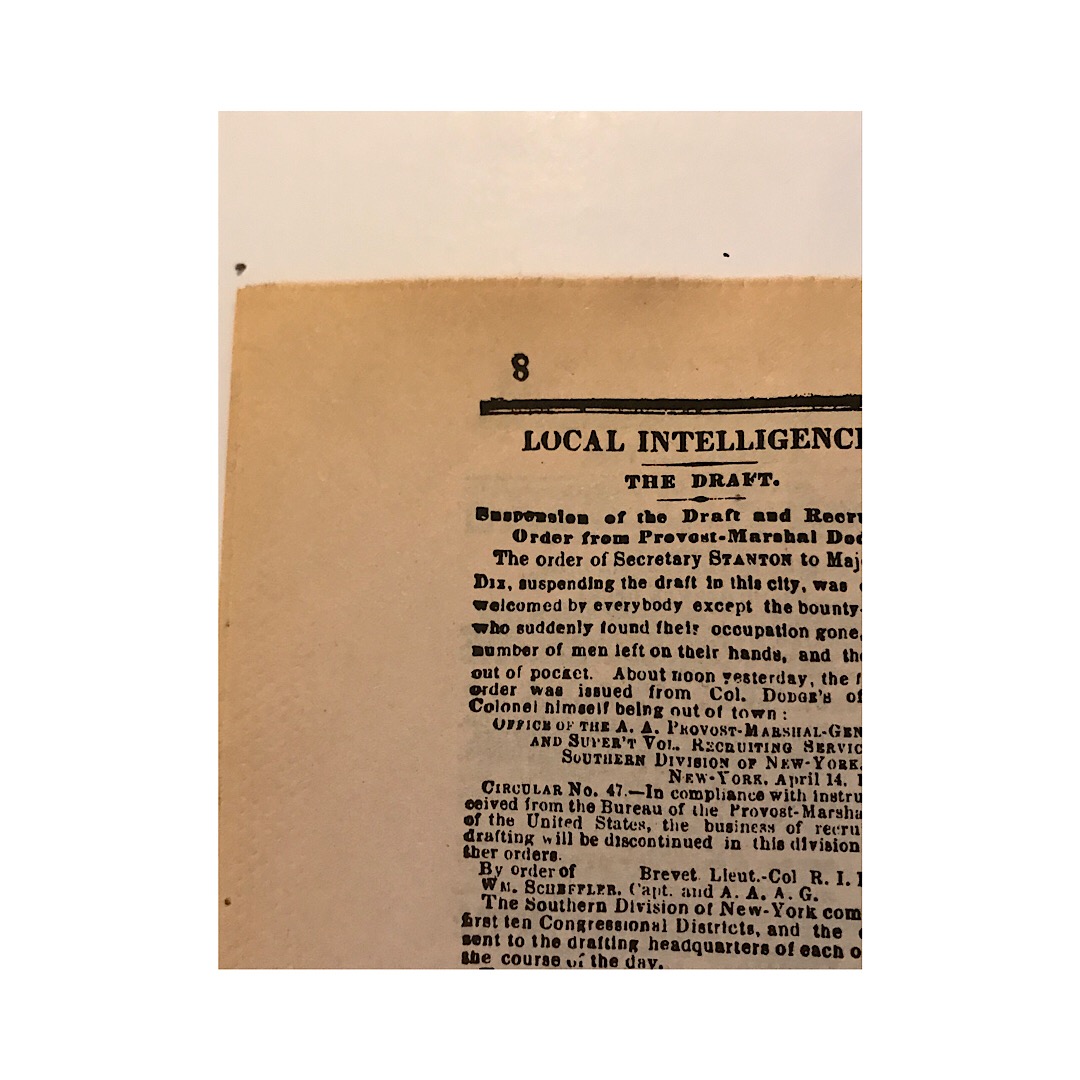 8
LOCAL INTELLIGENC
THE DRAFT.
Suspension of the Draft and Recru
Order from Provost-Marshal Dod
The order of Secretary STANTON to Maj
DIX, suspending the draft in this city, was
welcomed by everybody except the bounty-
who suddenly found their occupation gone,
number of men left on their hands, and the
out of pocket. About noon yesterday, the f
order was issued from Col. DODGE'S of
Colonel himself being out of town:
OFFICE OF THE A. A. PROVOST-MARSHAL-GEN
AND SUPER'T VOL. RECRUITING SERVIC
SOUTHERN DIVISION OF NEW-YORK,
NEW-YORK, April 14, 1
CIRCULAR No. 47.—In compliance with instru
ceived from the Bureau of the Provost-Marsha
of the United States, the business of recru
drafting will be discontinued in this division
ther orders.
By order of Brevet Lieut.-Col R. I.
WM. SCHEFFLER, Capt. and A. A. A. G.
The Southern Division of New-York com
first ten Congressional Districts, and the
sent to the drafting headquarters of each o
the course of the day.